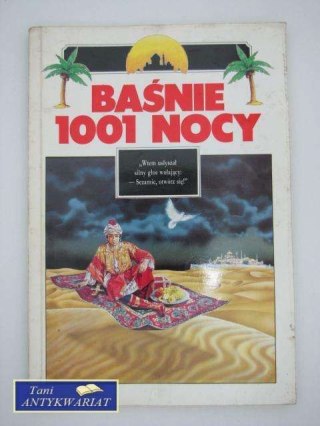 BAŚNIE
1001 NOCY
„Wtem usłyszał
silny głos wołający:
— Sezamie, otwórz się!”
Tani
ANTYKWARIAT